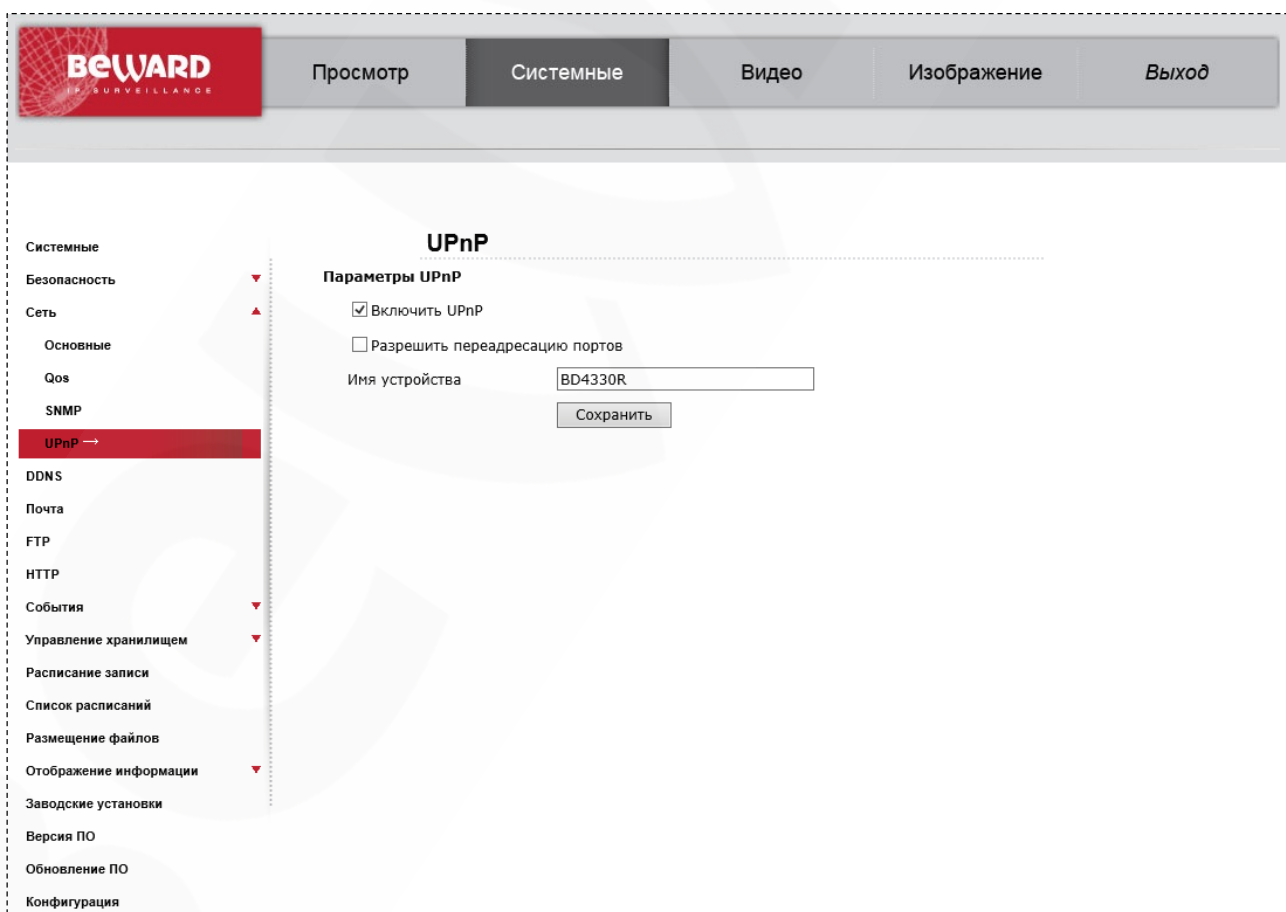 BEWARD
IP SURVEILLANCE
Просмотр
Системные
Видео
Изображение
Выход
Системные
Безопасность
Сеть
Основные
Qos
SNMP
UPnP →
DDNS
Почта
FTP
HTTP
События
Управление хранилищем
Расписание записи
Список расписаний
Размещение файлов
Отображение информации
Заводские установки
Версия ПО
Обновление ПО
Конфигурация
UPnP
Параметры UPnP
Включить UPnP
Разрешить переадресацию портов
Имя устройства BD4330R
Сохранить